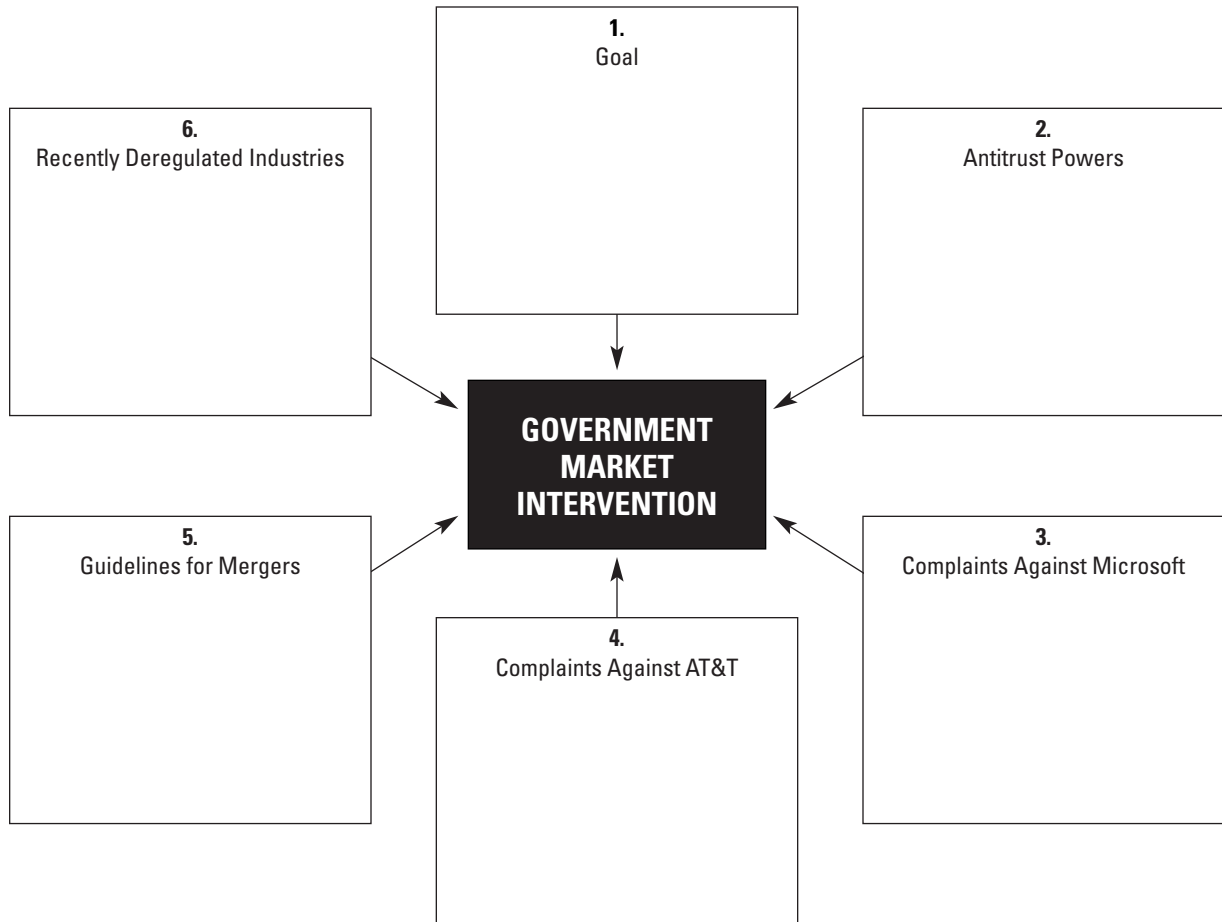 1.
Goal
2.
Antitrust Powers
3.
Complaints Against Microsoft
4.
Complaints Against AT&T
5.
Guidelines for Mergers
6.
Recently Deregulated Industries
GOVERNMENT
MARKET
INTERVENTION